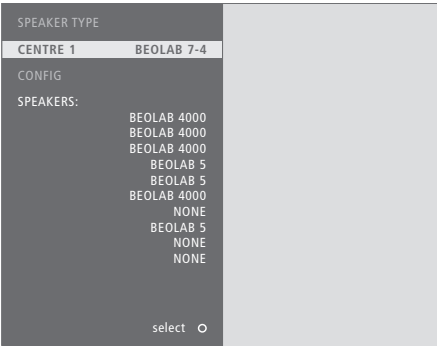 SPEAKER TYPE
CENTRE 1 BEOLAB 7-4
CONFIG
SPEAKERS:
BEOLAB 4000
BEOLAB 4000
BEOLAB 4000
BEOLAB 5
BEOLAB 5
BEOLAB 4000
NONE
BEOLAB 5
NONE
NONE
select